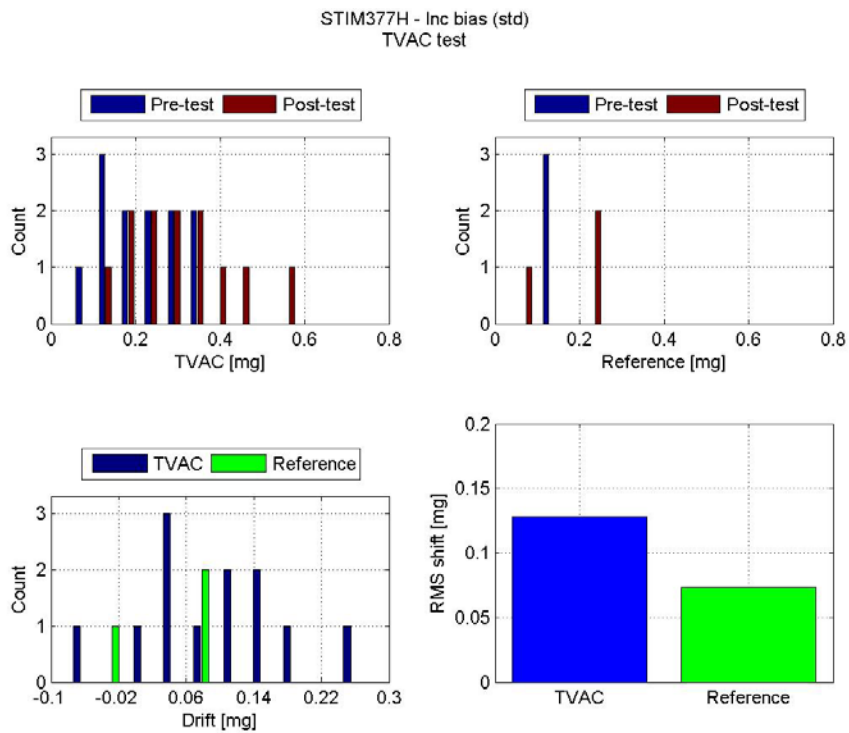 STIM377H - Inc bias (std)
TVAC test
Pre-test Post-test
3
2
1
0
Count
0 0.2 0.4 0.6 0.8
TVAC [mg]
Pre-test Post-test
3
2
1
0
Count
0 0.2 0.4 0.6 0.8
Reference [mg]
TVAC Reference
3
2
1
0
Count
-0.1 -0.02 0.06 0.14 0.22 0.3
Drift [mg]
0.2
0.15
0.1
0.05
0
RMS shift [mg]
TVAC Reference